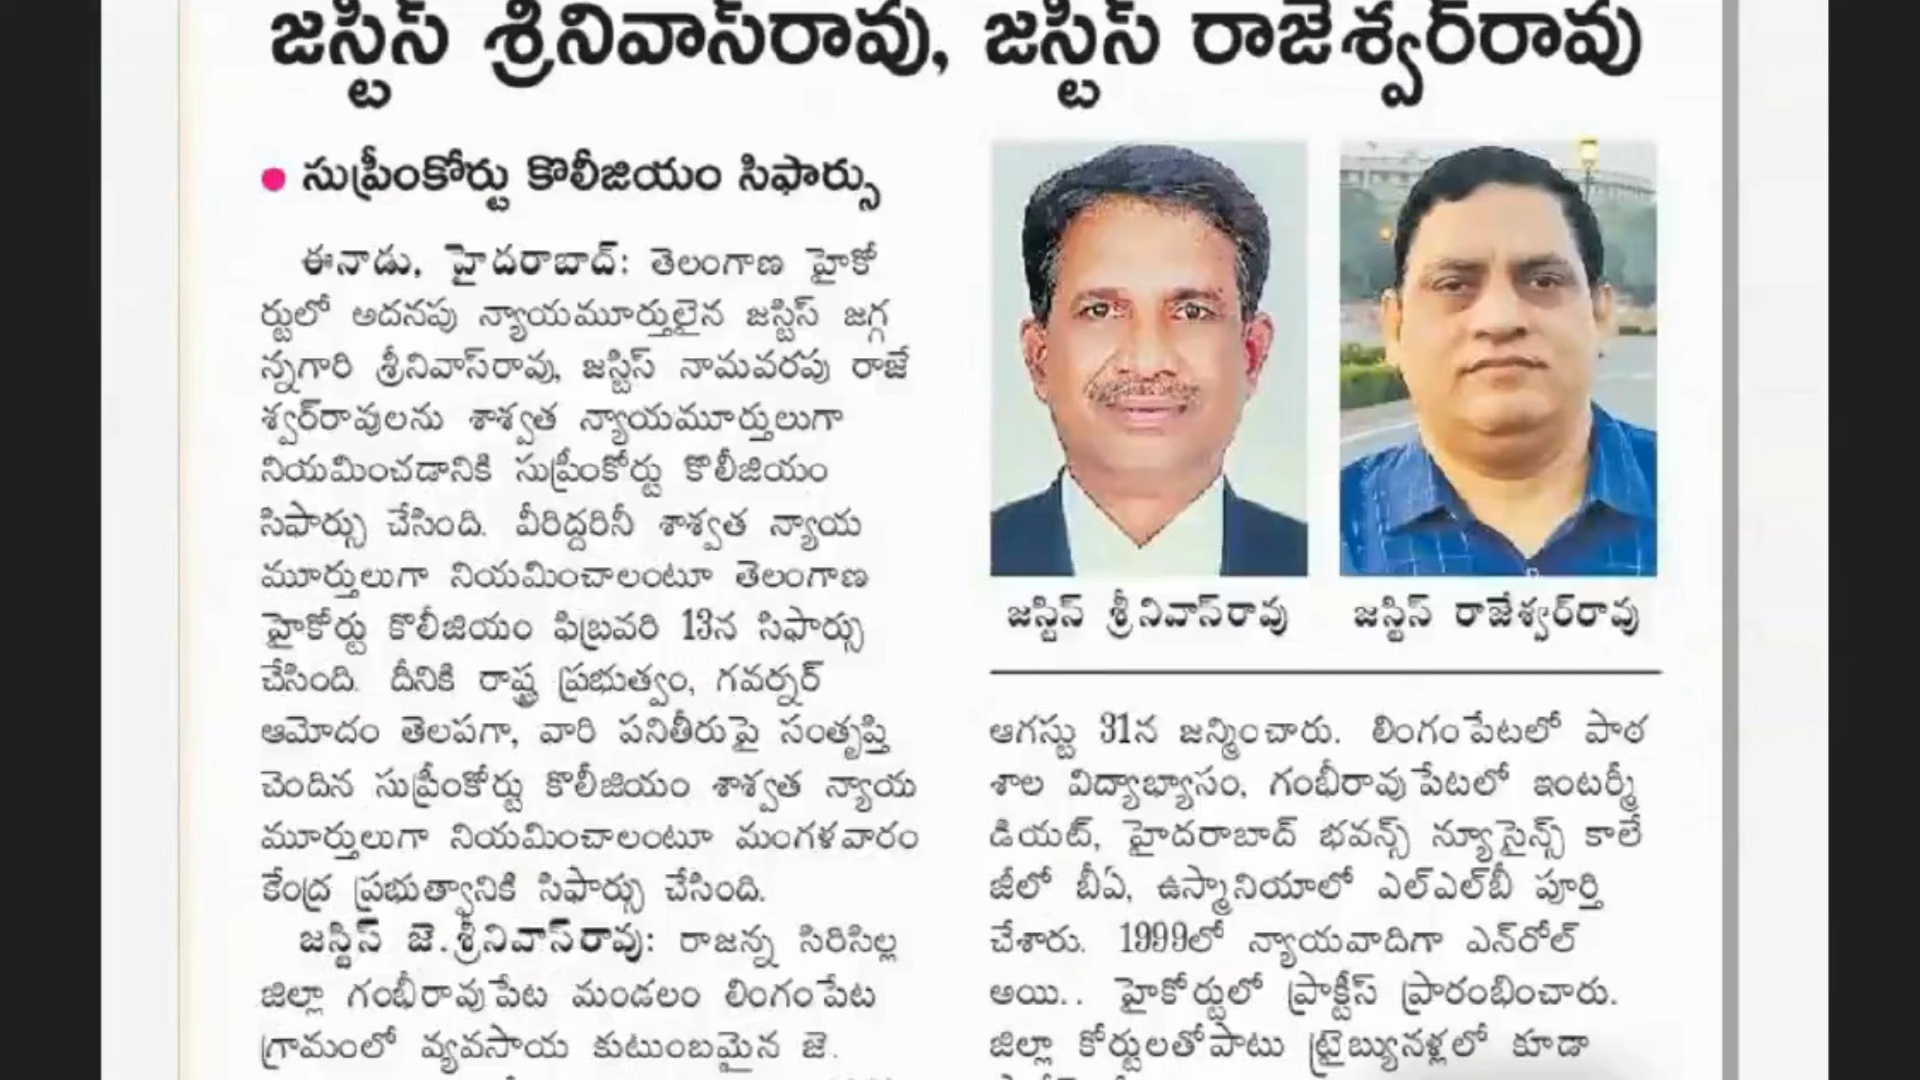 జస్టిస్ శ్రీనివాస్‌రావు, జస్టిస్ రాజేశ్వర్‌రావు
• సుప్రీంకోర్టు కొలీజియం సిఫార్సు
ఈనాడు, హైదరాబాద్: తెలంగాణ హైకో
ర్టులో అదనపు న్యాయమూర్తులైన జస్టిస్ జగ్గ
న్నగారి శ్రీనివాస్‌రావు, జస్టిస్ నామవరపు రాజే
శ్వర్‌రావులను శాశ్వత న్యాయమూర్తులుగా
నియమించడానికి సుప్రీంకోర్టు కొలీజియం
సిఫార్సు చేసింది. వీరిద్దరినీ శాశ్వత న్యాయ
మూర్తులుగా నియమించాలంటూ తెలంగాణ
హైకోర్టు కొలీజియం ఫిబ్రవరి 13న సిఫార్సు
చేసింది. దీనికి రాష్ట్ర ప్రభుత్వం, గవర్నర్
ఆమోదం తెలపగా, వారి పనితీరుపై సంతృప్తి
చెందిన సుప్రీంకోర్టు కొలీజియం శాశ్వత న్యాయ
మూర్తులుగా నియమించాలంటూ మంగళవారం
కేంద్ర ప్రభుత్వానికి సిఫార్సు చేసింది.
జస్టిస్ జె.శ్రీనివాస్‌రావు: రాజన్న సిరిసిల్ల
జిల్లా గంభీరావుపేట మండలం లింగంపేట
గ్రామంలో వ్యవసాయ కుటుంబమైన జె.
జస్టిస్ శ్రీనివాస్‌రావు
జస్టిస్ రాజేశ్వర్‌రావు
ఆగస్టు 31న జన్మించారు. లింగంపేటలో పాఠ
శాల విద్యాభ్యాసం, గంభీరావుపేటలో ఇంటర్మీ
డియట్, హైదరాబాద్ భవన్స్ న్యూసైన్స్ కాలే
జీలో బీఏ, ఉస్మానియాలో ఎల్ఎల్‌బీ పూర్తి
చేశారు. 1999లో న్యాయవాదిగా ఎన్‌రోల్
అయి.. హైకోర్టులో ప్రాక్టీస్ ప్రారంభించారు.
జిల్లా కోర్టులతోపాటు ట్రైబ్యునళ్లలో కూడా